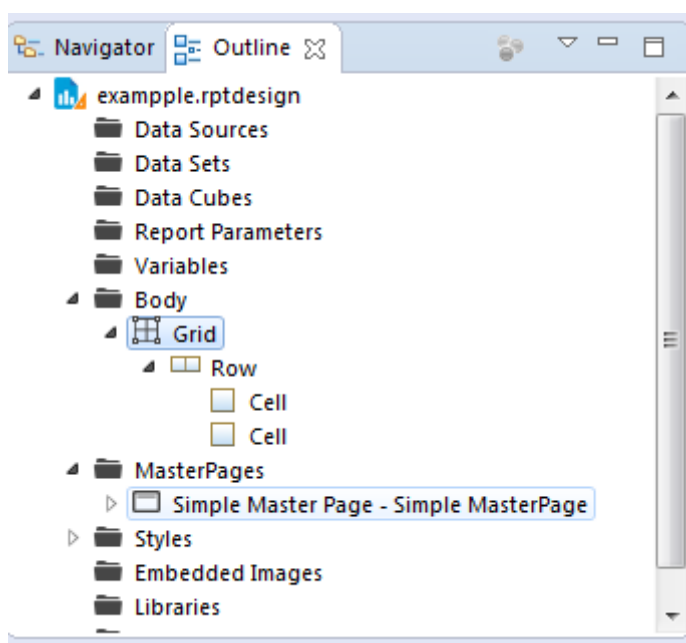 Navigator Outline
exampple.rptdesign
Data Sources
Data Sets
Data Cubes
Report Parameters
Variables
Body
Grid
Row
Cell
Cell
MasterPages
Simple Master Page - Simple MasterPage
Styles
Embedded Images
Libraries